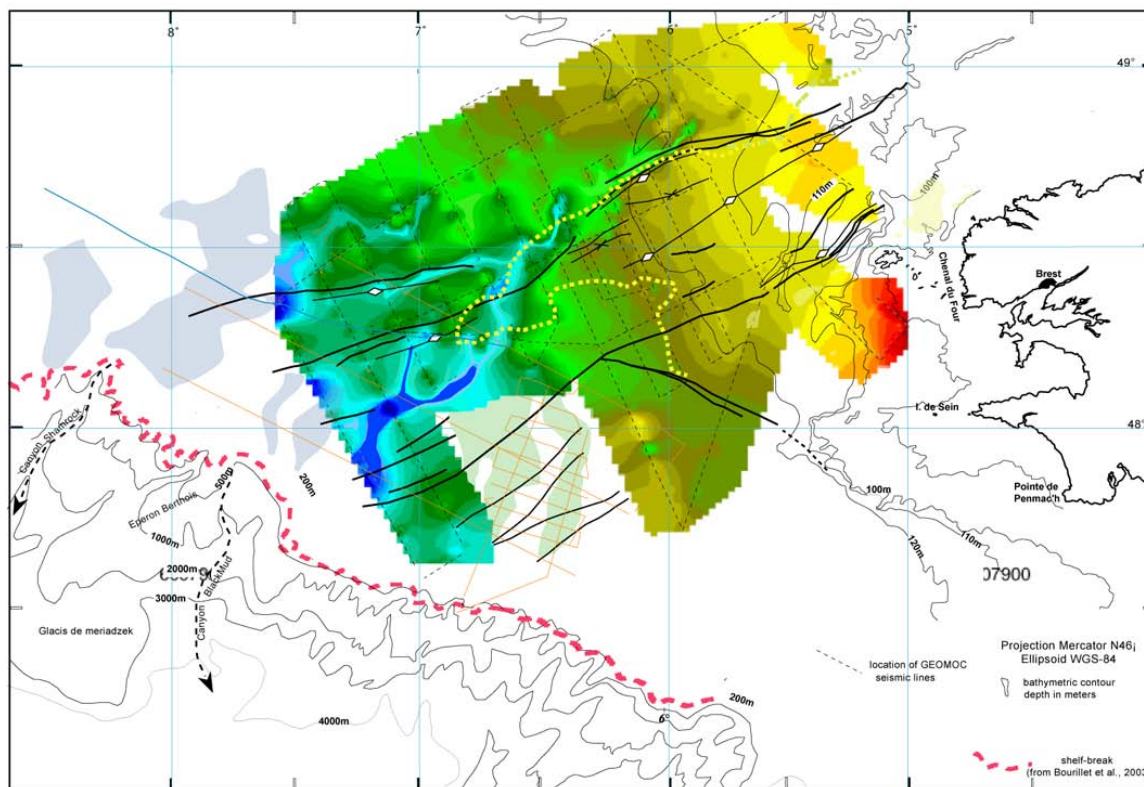 8°
7°
6°
5°
49°
100m
110m
Chenal du Four
Brest
48°
I. de Sein
Canyon Shamrock
200m
500m
Eperon Berthois
Pointe de
Penmac'h
100m
110m
120m
1000m
2000m
3000m
Canyon BlackMud
07900
Glacis de meriadzek
Projection Mercator N46¡
Ellipsoid WGS-84
location of GEOMOC
seismic lines
bathymetric contour
depth in meters
200m
6°
4000m
shelf-break
(from Bourillet et al., 2003